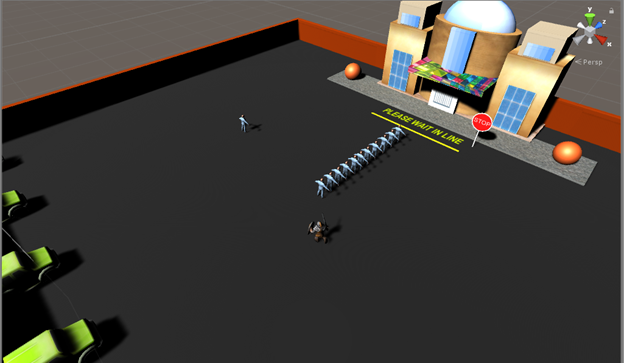 y
z
x
Persp
PLEASE WAIT IN LINE
STOP